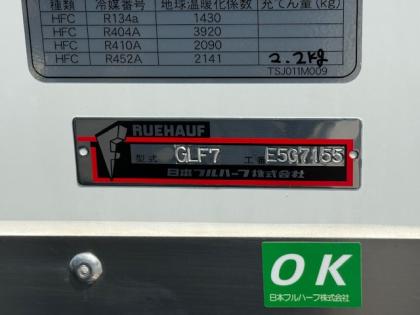 種類 冷媒番号 地球温暖化係数 充てん量(kg)
HFC R134a 1430
HFC R404A 3920
HFC R410A 2090
HFC R452A 2141 2.2kg
TSJ011M009
FRUEHAUF
型式 GLF7 工番 E5G7155
日本フルハーフ株式会社
OK
日本フルハーフ株式会社